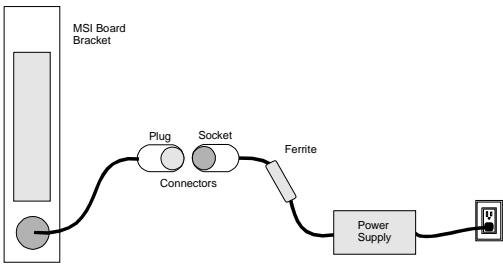 MSI Board
Bracket
Plug
Socket
Connectors
Ferrite
Power
Supply